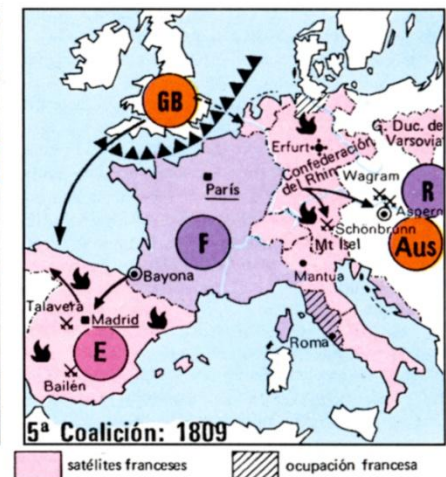 GB
G. Duc. de
Varsovia
Erfurt
Confederación
del Rhin
Wagram
R
París
Aspern
Schönbrunn
Aus
F
Mt Isel
Bayona
Mantua
Talavera
Madrid
Roma
E
Bailén
5ª Coalición: 1809
satélites franceses
ocupación francesa